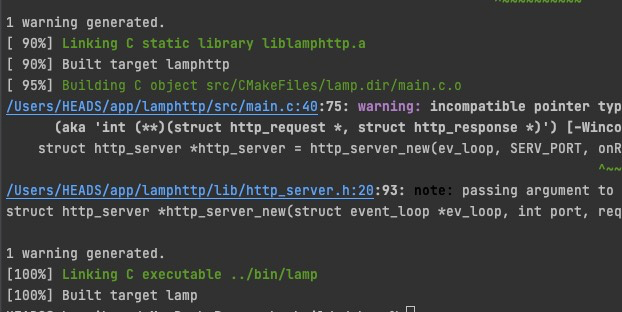 1 warning generated.
[ 90%] Linking C static library liblamphttp.a
[ 90%] Built target lamphttp
[ 95%] Building C object src/CMakeFiles/lamp.dir/main.c.o
/Users/HEADS/app/lamphttp/src/main.c:40:75: warning: incompatible pointer typ
(aka 'int (**)(struct http_request *, struct http_response *)') [-Winco
struct http_server *http_server = http_server_new(ev_loop, SERV_PORT, onR
^~~
/Users/HEADS/app/lamphttp/lib/http_server.h:20:93: note: passing argument to
struct http_server *http_server_new(struct event_loop *ev_loop, int port, req
1 warning generated.
[100%] Linking C executable ../bin/lamp
[100%] Built target lamp